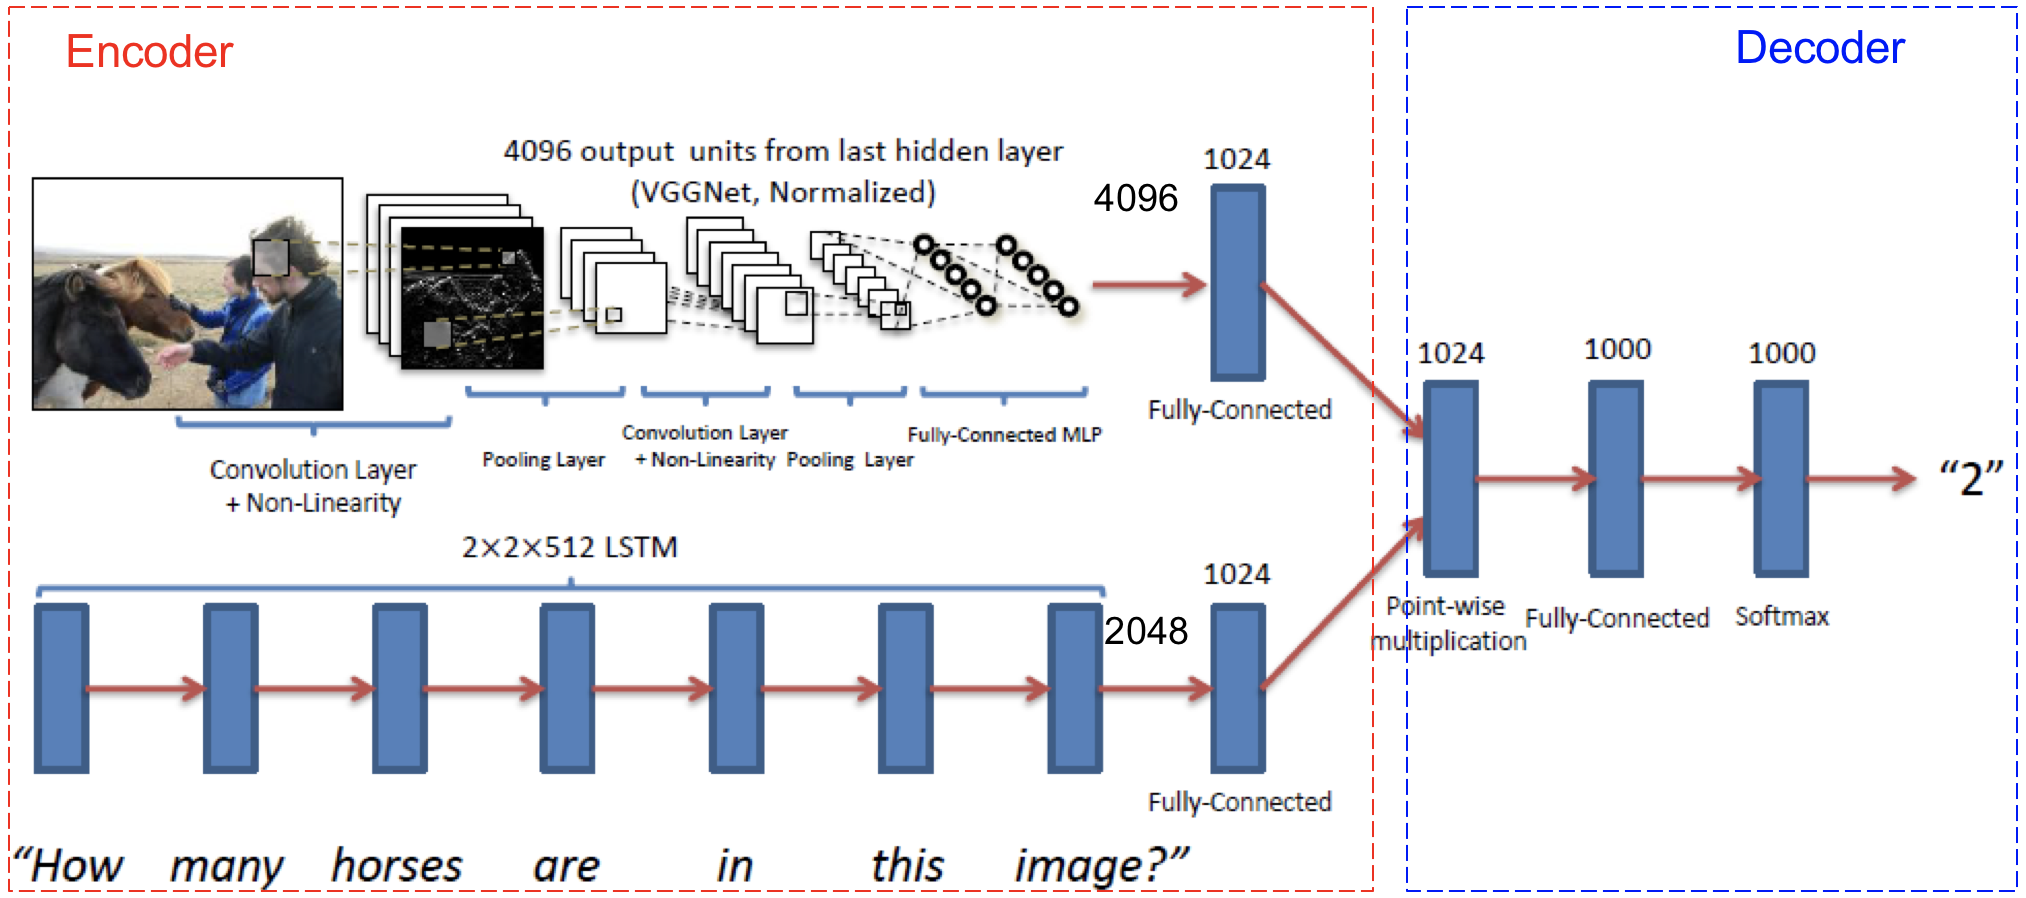 Encoder
Decoder
4096 output units from last hidden layer
(VGGNet, Normalized)
4096
1024
Convolution Layer
+ Non-Linearity
Pooling Layer
Convolution Layer
+ Non-Linearity
Pooling Layer
Fully-Connected MLP
Fully-Connected
2×2×512 LSTM
2048
1024
Fully-Connected
“How many horses are in this image?”
1024
Point-wise
multiplication
1000
Fully-Connected
1000
Softmax
“2”